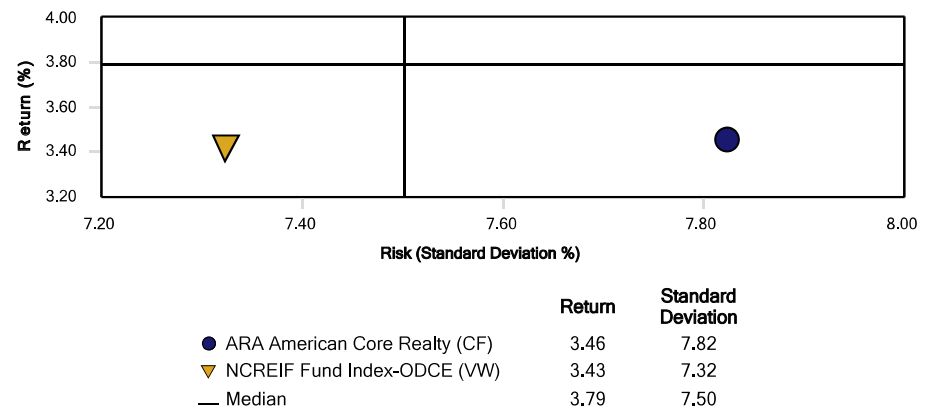 4.00
3.80
3.60
3.40
3.20
Return (%)
7.20 7.40 7.60 7.80 8.00
Risk (Standard Deviation %)
Return Standard Deviation
ARA American Core Realty (CF) 3.46 7.82
NCREIF Fund Index-ODCE (VW) 3.43 7.32
Median 3.79 7.50